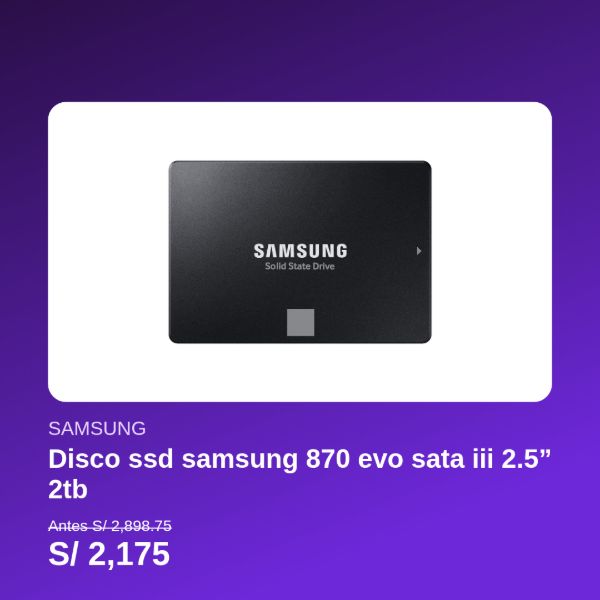 SAMSUNG
Solid State Drive
SAMSUNG
Disco ssd samsung 870 evo sata iii 2.5”
2tb
Antes S/ 2,898.75
S/ 2,175